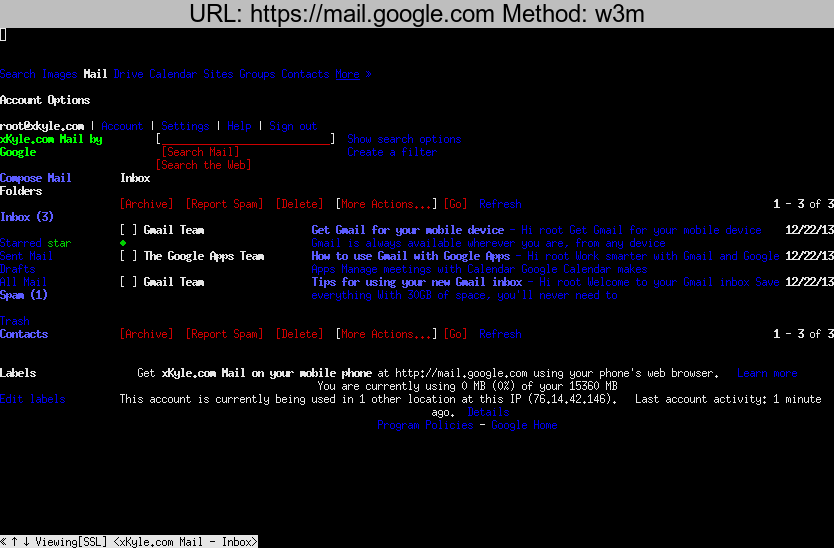 URL: https://mail.google.com Method: w3m
Search Images Mail Drive Calendar Sites Groups Contacts More »
Account Options
root@xkyle.com | Account | Settings | Help | Sign out
xKyle.com Mail by Google
[ ] Show search options
[Search Mail] Create a filter
[Search the Web]
Compose Mail Inbox
Folders
[Archive] [Report Spam] [Delete] [More Actions...] [Go] Refresh 1 - 3 of 3
Inbox (3)
[ ] Gmail Team Get Gmail for your mobile device - Hi root Get Gmail for your mobile device 12/22/13
Starred star Gmail is always available wherever you are, from any device
Sent Mail [ ] The Google Apps Team How to use Gmail with Google Apps - Hi root Work smarter with Gmail and Google 12/22/13
Drafts Apps Manage meetings with Calendar Google Calendar makes
All Mail [ ] Gmail Team Tips for using your new Gmail inbox - Hi root Welcome to your Gmail inbox Save 12/22/13
Spam (1) everything With 30GB of space, you'll never need to
Trash
Contacts [Archive] [Report Spam] [Delete] [More Actions...] [Go] Refresh 1 - 3 of 3
Labels Get xKyle.com Mail on your mobile phone at http://mail.google.com using your phone's web browser. Learn more
You are currently using 0 MB (0%) of your 15360 MB
Edit labels This account is currently being used in 1 other location at this IP (76.14.42.146). Last account activity: 1 minute
ago. Details
Program Policies - Google Home
« ↑ ↓ Viewing[SSL] <xKyle.com Mail - Inbox>